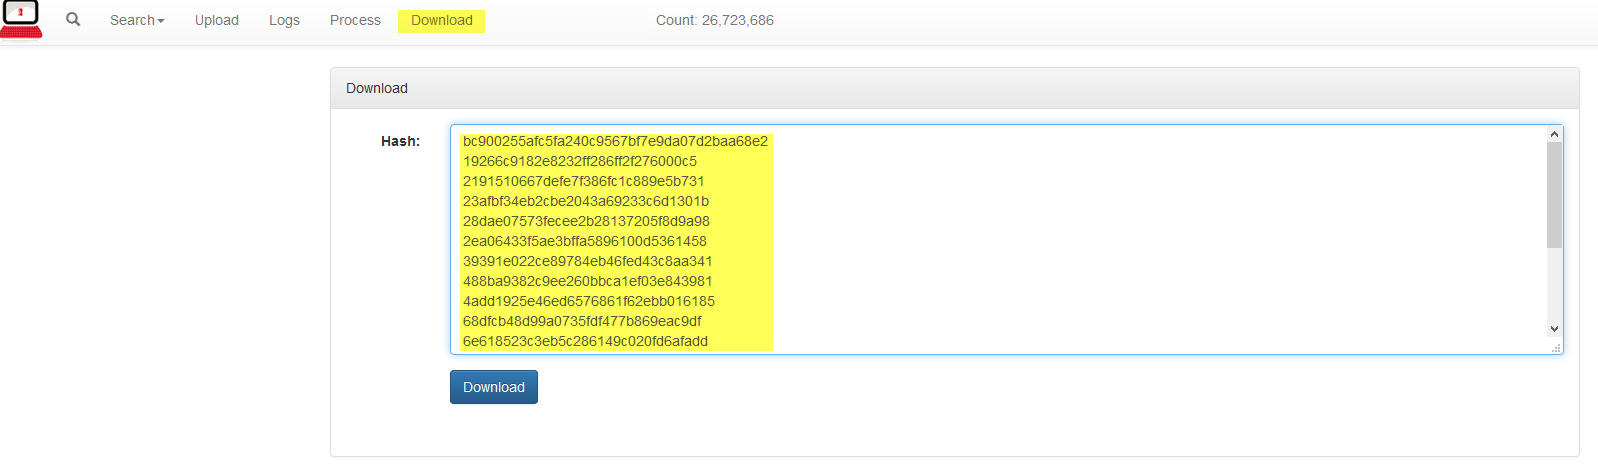 Search Upload Logs Process Download Count: 26,723,686
Download
Hash:
bc900255afc5fa240c9567bf7e9da07d2baa68e2
19266c9182e8232ff286ff2f276000c5
2191510667defe7f386fc1c889e5b731
23afbf34eb2cbe2043a69233c6d1301b
28dae07573fecee2b28137205f8d9a98
2ea06433f5ae3bffa5896100d5361458
39391e022ce89784eb46fed43c8aa341
488ba9382c9ee260bbca1ef03e843981
4add1925e46ed6576861f62ebb016185
68dfcb48d99a0735fdf477b869eac9df
6e618523c3eb5c286149c020fd6afadd
Download